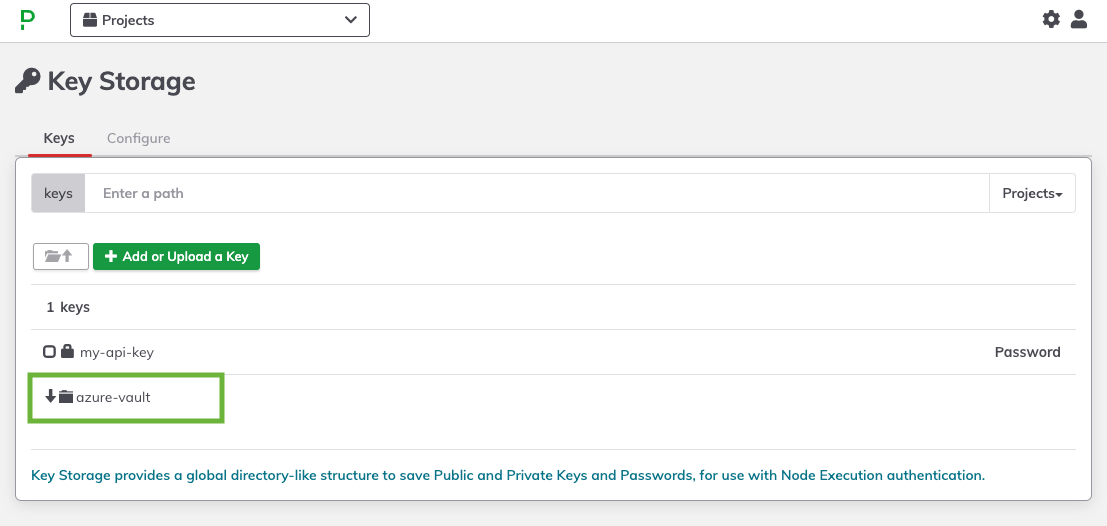 Projects
Key Storage
Keys Configure
keys Enter a path Projects
Add or Upload a Key
1 keys
my-api-key Password
azure-vault
Key Storage provides a global directory-like structure to save Public and Private Keys and Passwords, for use with Node Execution authentication.